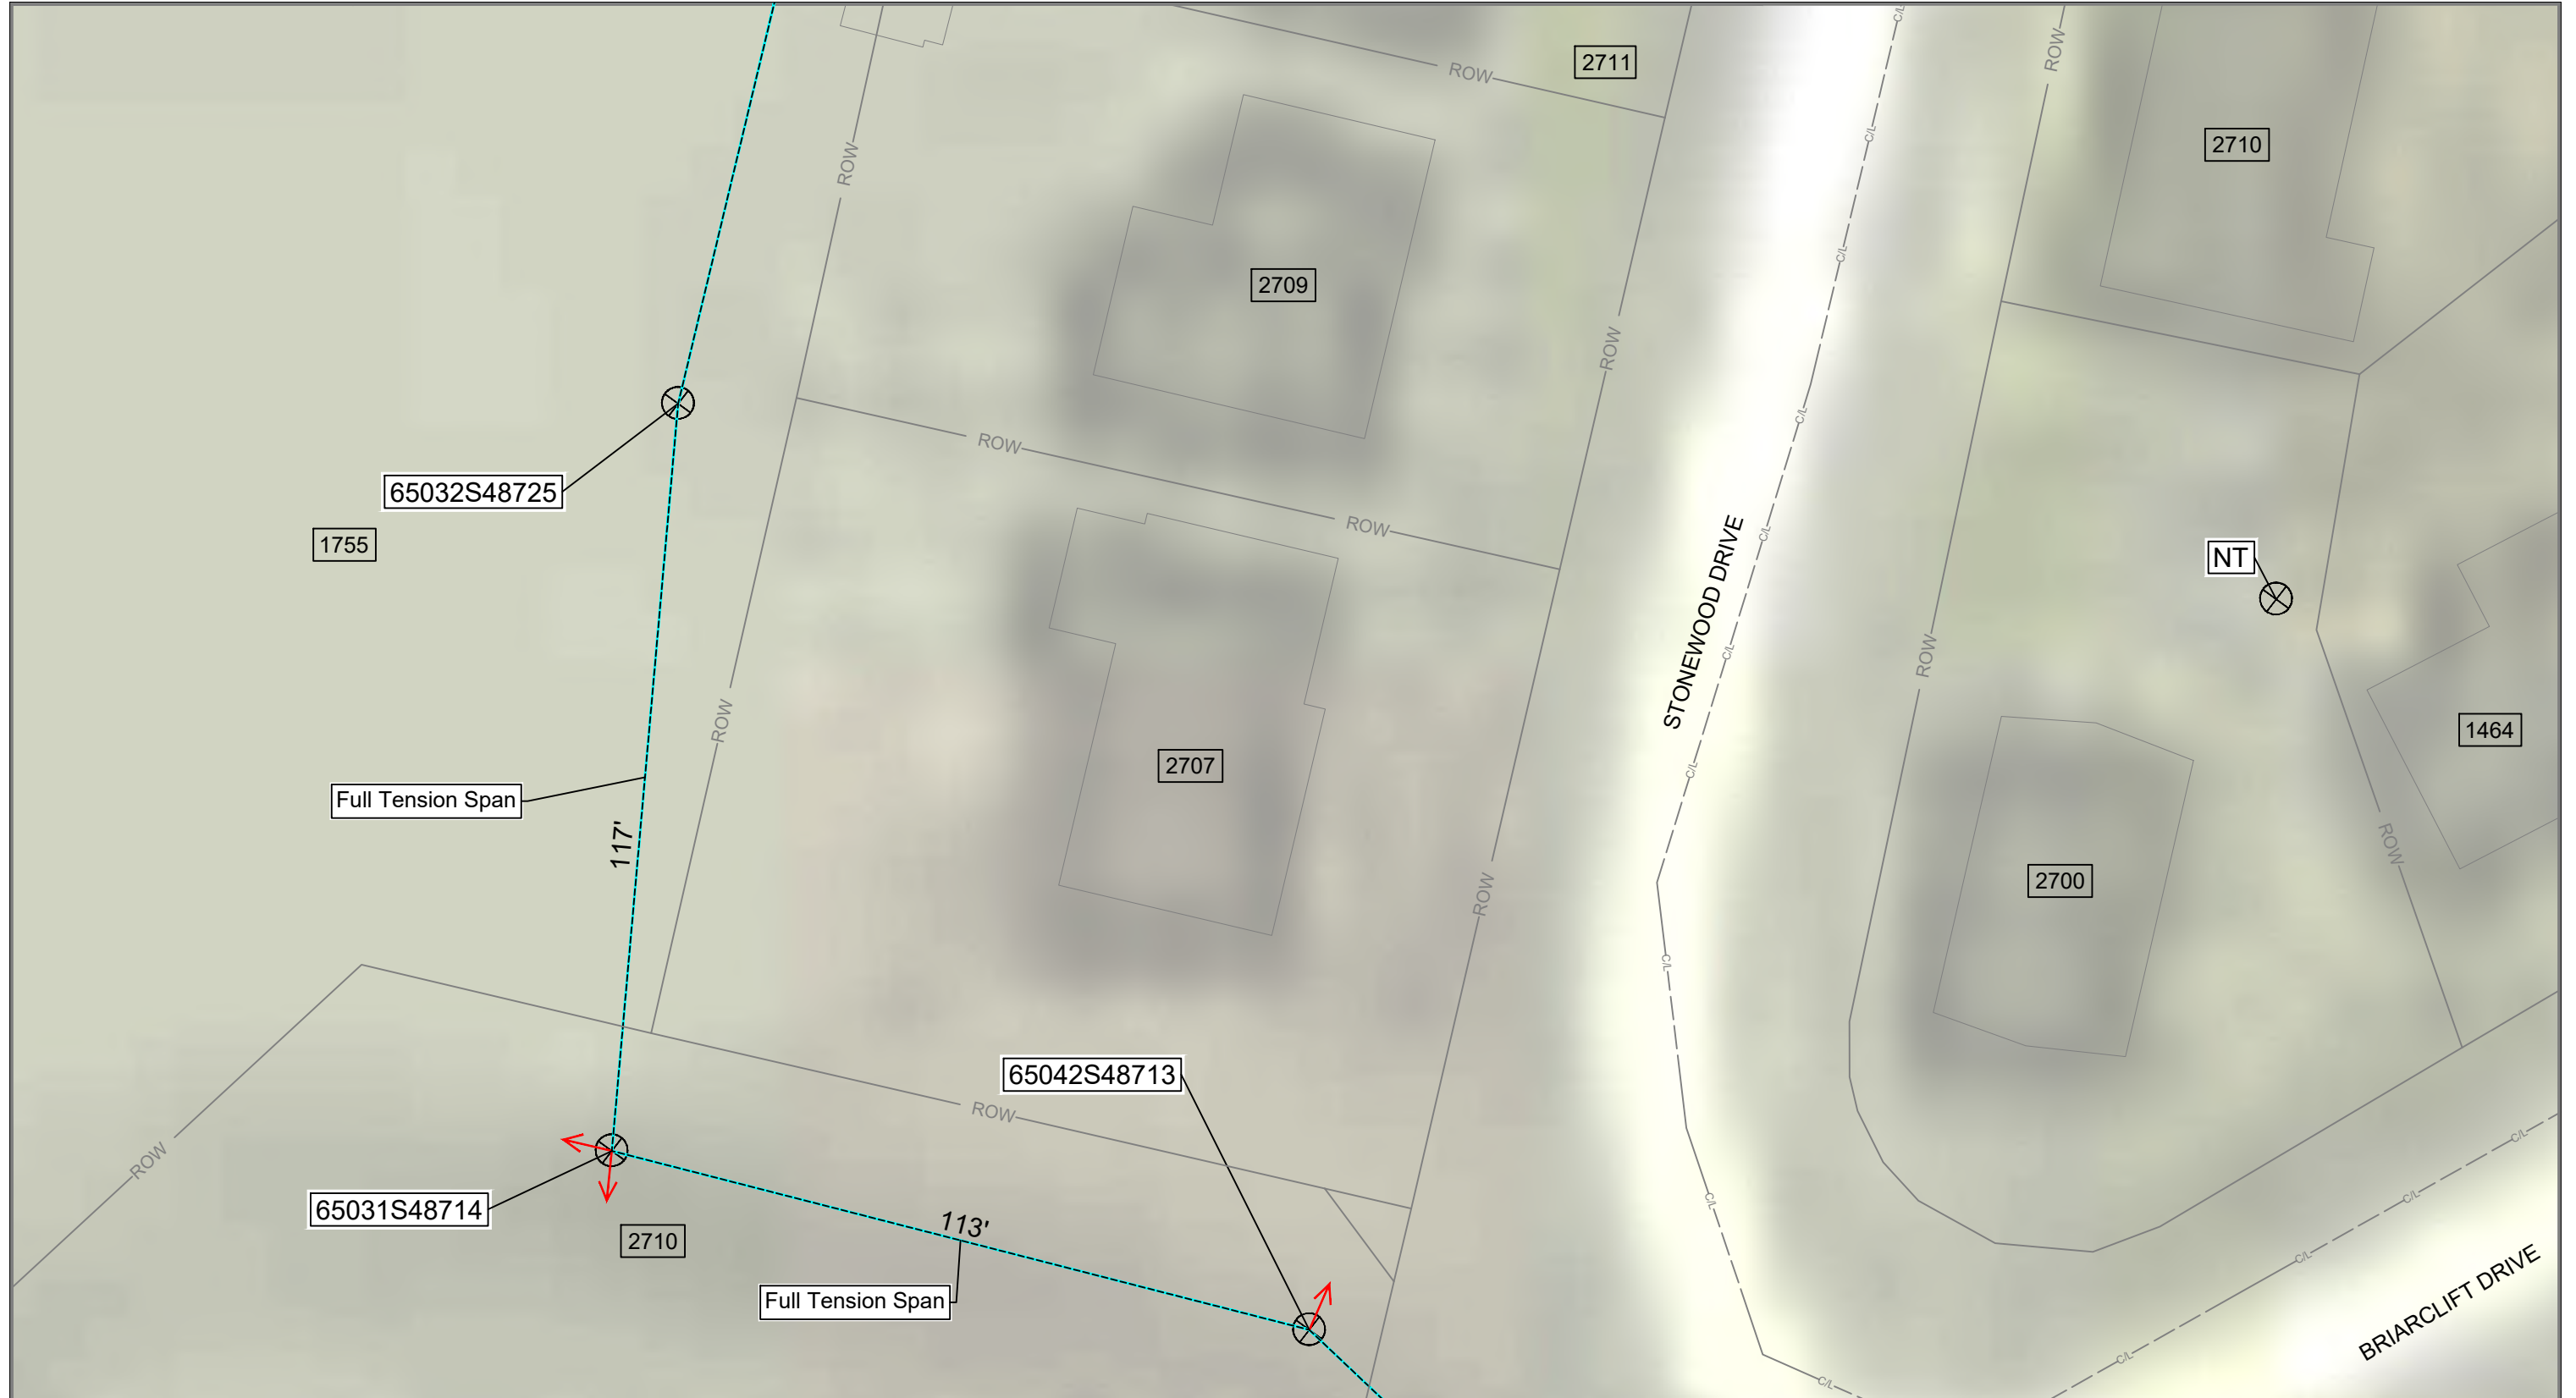 C/L
ROW
ROW
2711
C/L
2710
ROW
C/L
2709
C/L
ROW
C/L
ROW
65032S48725
ROW
C/L
1755
NT
STONEWOOD DRIVE
C/L
ROW
ROW
1464
2707
C/L
Full Tension Span
117'
ROW
2700
ROW
C/L
65042S48713
ROW
C/L
ROW
C/L
C/L
65031S48714
113'
2710
C/L
Full Tension Span
BRIARCLIFT DRIVE
C/L
C/L